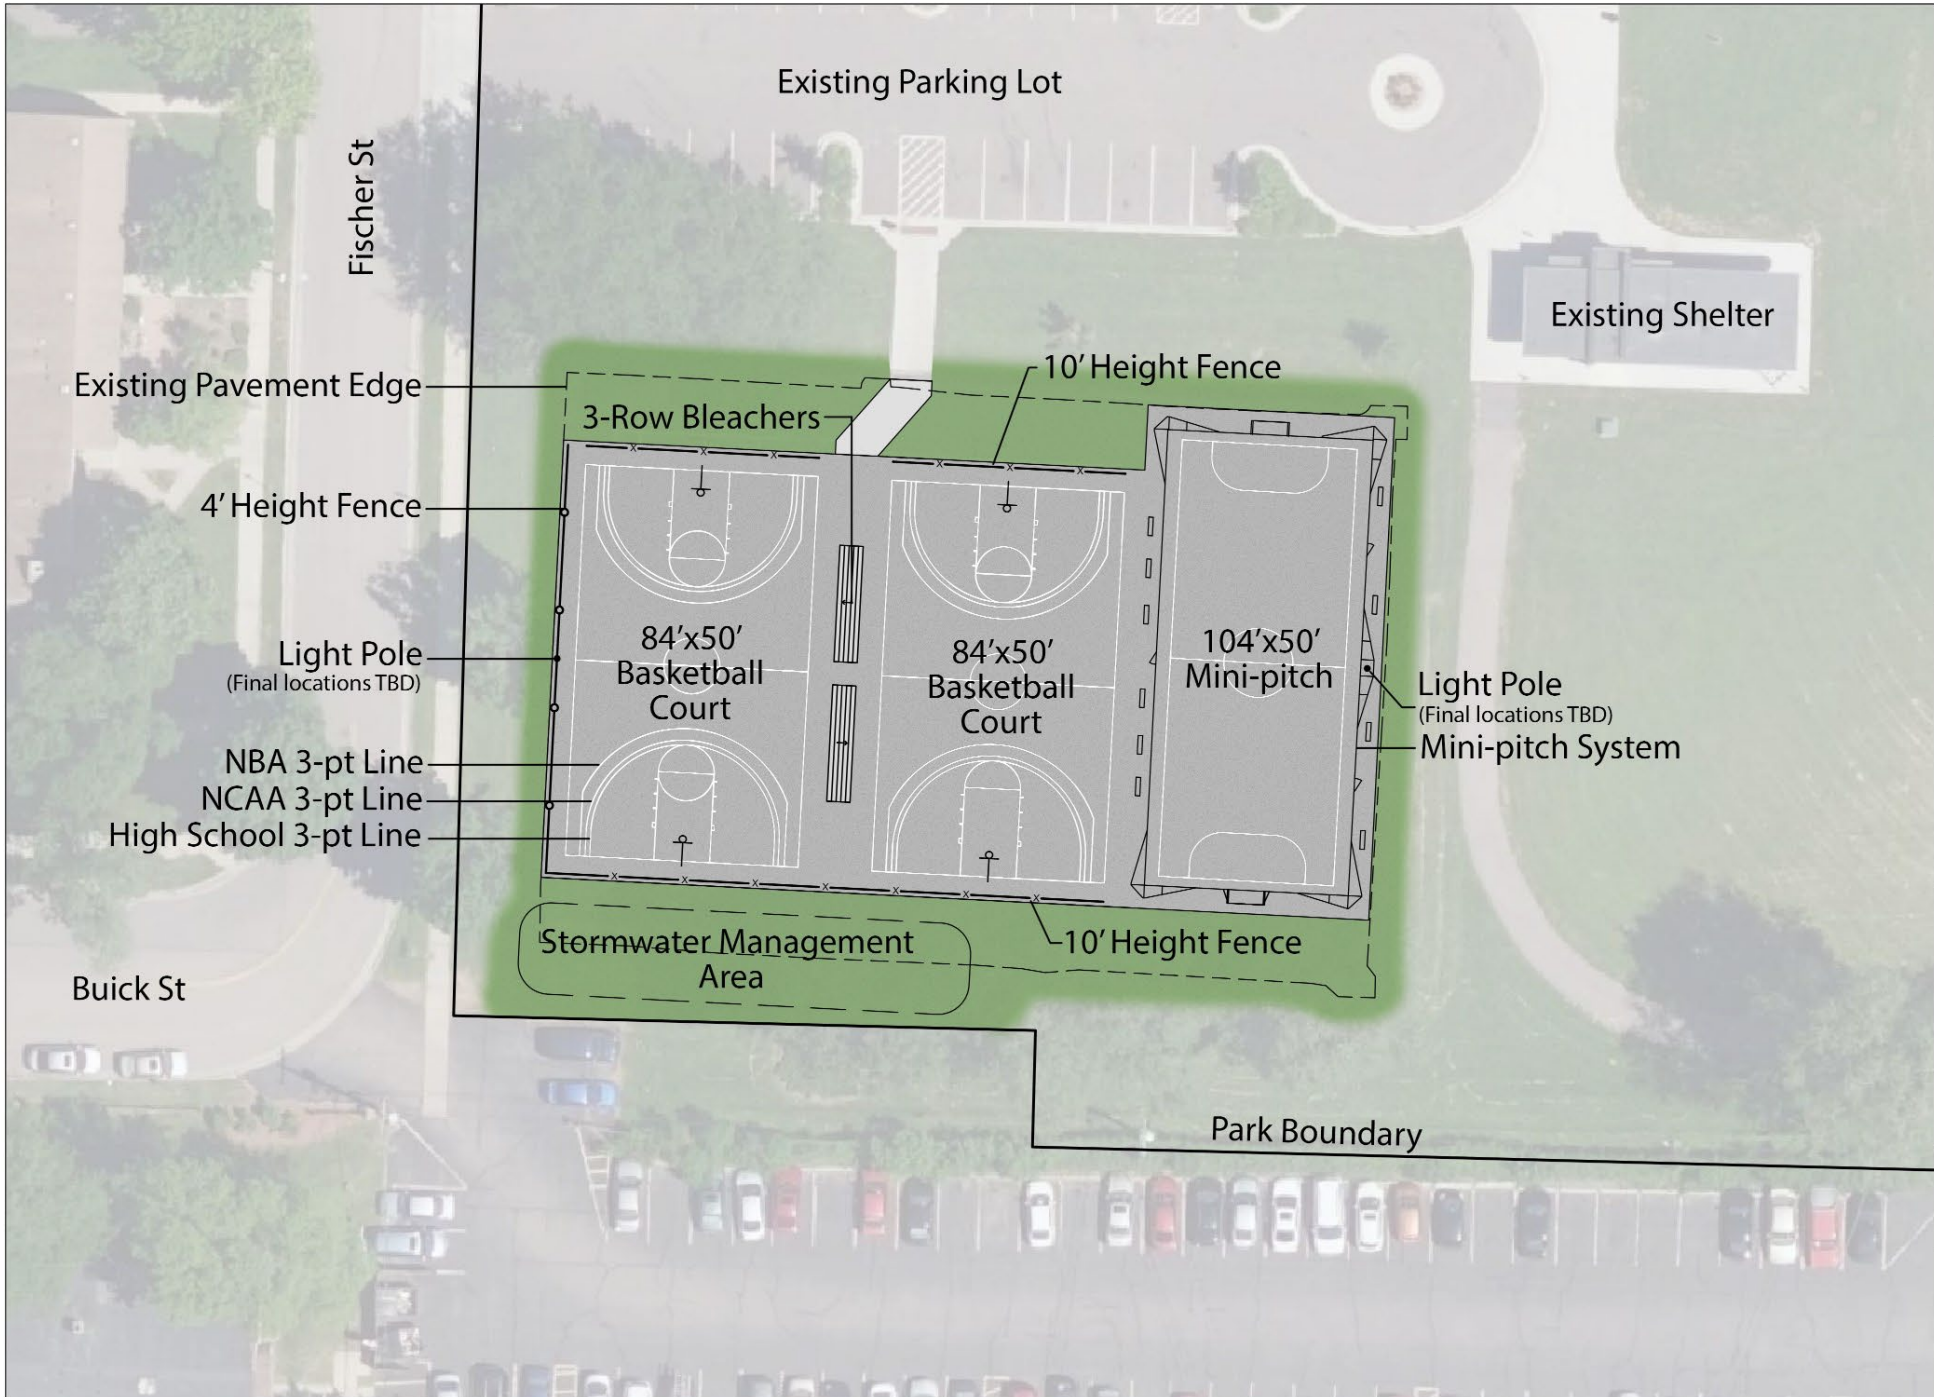 Existing Parking Lot
Fischer St
Existing Shelter
10' Height Fence
Existing Pavement Edge
3-Row Bleachers
4' Height Fence
84'x50'
Basketball
Court
84'x50'
Basketball
Court
104'x50'
Mini-pitch
Light Pole
(Final locations TBD)
Light Pole
(Final locations TBD)
Mini-pitch System
NBA 3-pt Line
NCAA 3-pt Line
High School 3-pt Line
Stormwater Management
Area
10' Height Fence
Buick St
Park Boundary